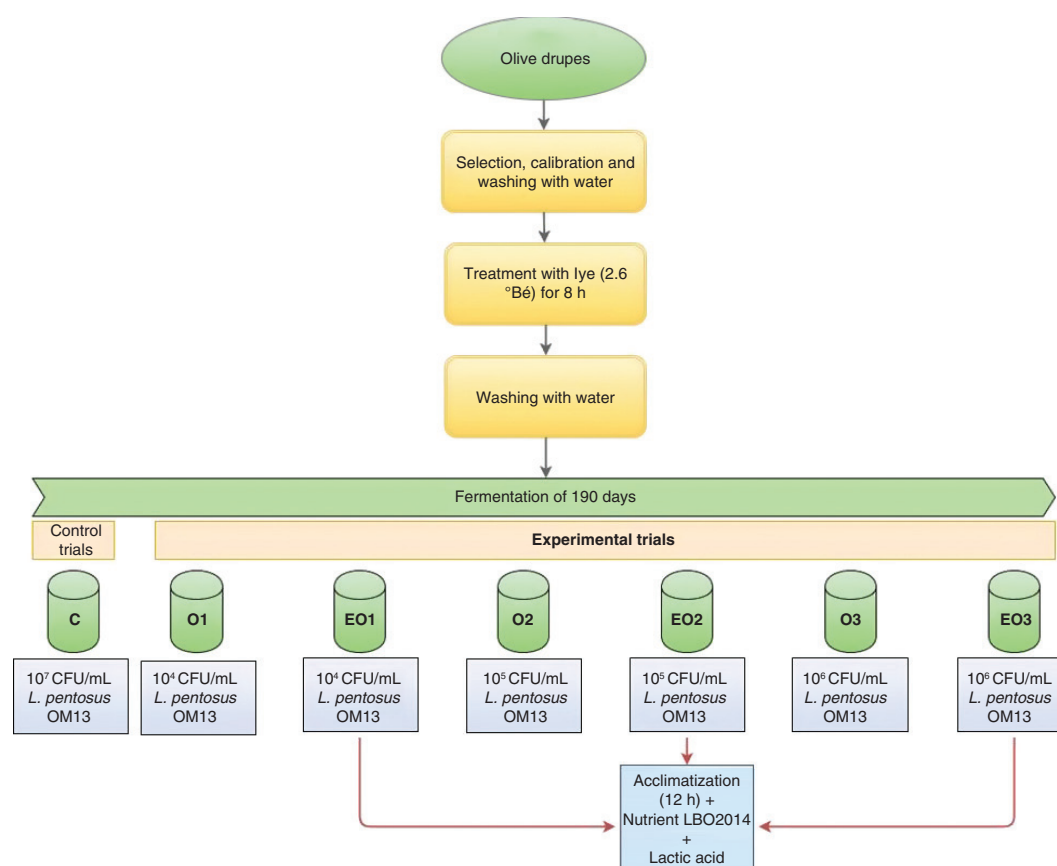 Olive drupes
Selection, calibration and
washing with water
Treatment with lye (2.6
°Bé) for 8 h
Washing with water
Fermentation of 190 days
Control
trials
Experimental trials
C
O1
EO1
O2
EO2
O3
EO3
10⁷ CFU/mL
L. pentosus
OM13
10⁴ CFU/mL
L. pentosus
OM13
10⁴ CFU/mL
L. pentosus
OM13
10⁵ CFU/mL
L. pentosus
OM13
10⁵ CFU/mL
L. pentosus
OM13
10⁶ CFU/mL
L. pentosus
OM13
10⁶ CFU/mL
L. pentosus
OM13
Acclimatization
(12 h) +
Nutrient LBO2014
+
Lactic acid